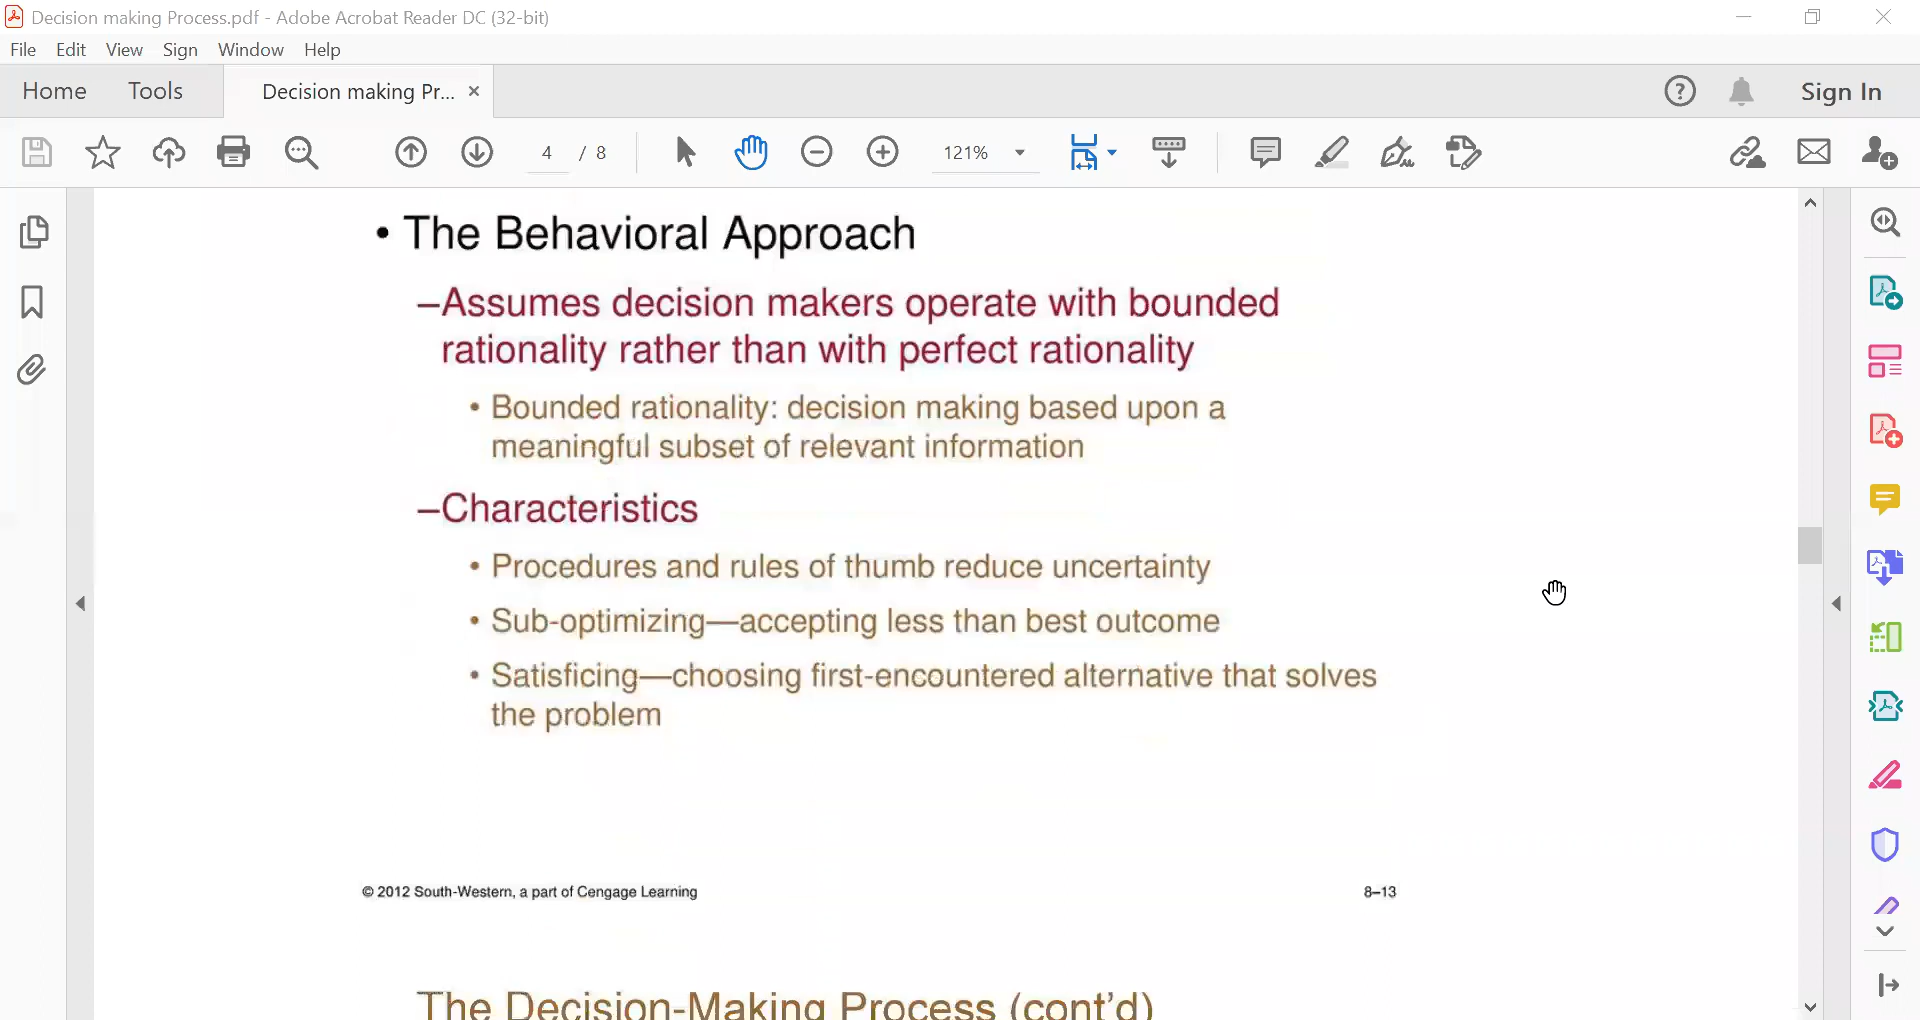 Decision making Process.pdf - Adobe Acrobat Reader DC (32-bit)
File Edit View Sign Window Help
Home Tools Decision making Pr... ×
? Sign In
4 / 8 121%
• The Behavioral Approach
–Assumes decision makers operate with bounded
rationality rather than with perfect rationality
• Bounded rationality: decision making based upon a
meaningful subset of relevant information
–Characteristics
• Procedures and rules of thumb reduce uncertainty
• Sub-optimizing—accepting less than best outcome
• Satisficing—choosing first-encountered alternative that solves
the problem
© 2012 South-Western, a part of Cengage Learning 8–13
The Decision-Making Process (cont’d)